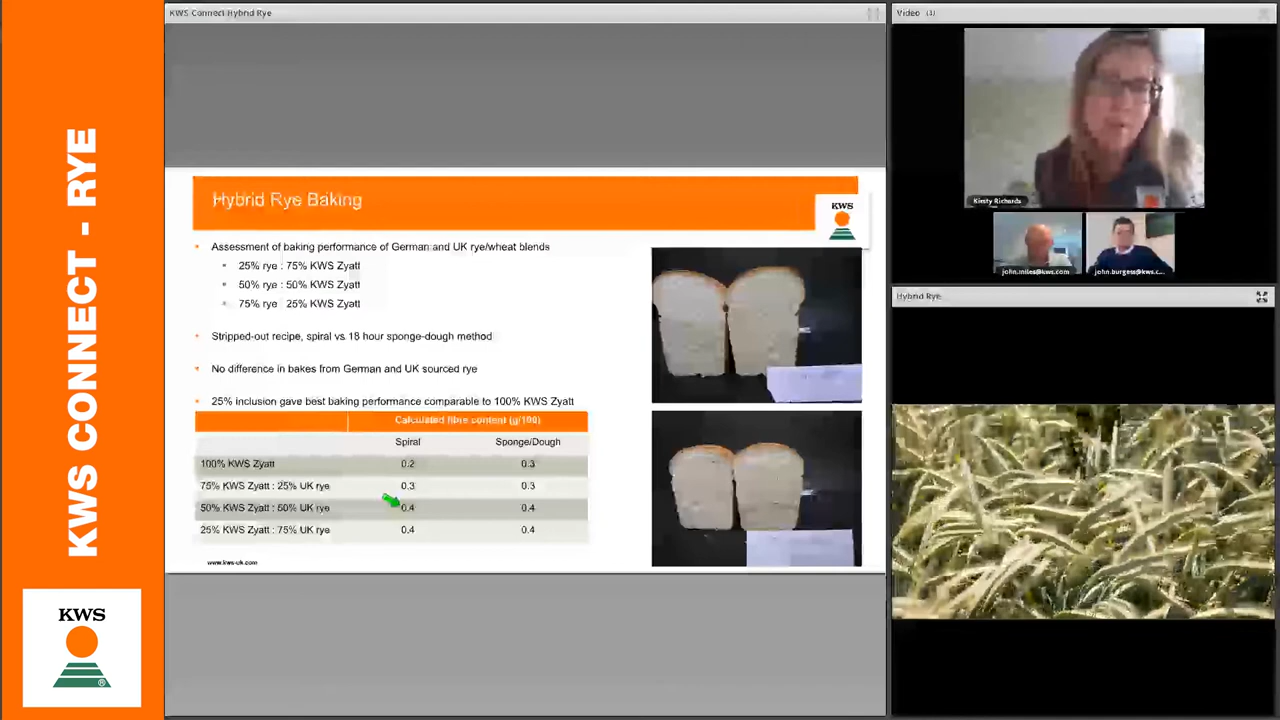 KWS CONNECT - RYE
KWS
®
KWS Connect Hybrid Rye
Hybrid Rye Baking
KWS
Assessment of baking performance of German and UK rye/wheat blends
25% rye : 75% KWS Zyatt
50% rye : 50% KWS Zyatt
75% rye : 25% KWS Zyatt
Stripped-out recipe, spiral vs 18 hour sponge-dough method
No difference in bakes from German and UK sourced rye
25% inclusion gave best baking performance comparable to 100% KWS Zyatt
Calculated fibre content (g/100)
Spiral Sponge/Dough
100% KWS Zyatt 0.2 0.3
75% KWS Zyatt : 25% UK rye 0.3 0.3
50% KWS Zyatt : 50% UK rye 0.4 0.4
25% KWS Zyatt : 75% UK rye 0.4 0.4
www.kws-uk.com
Video (3)
Kirsty Richards
john.miles@kws.com
john.burgess@kws.c...
Hybrid Rye